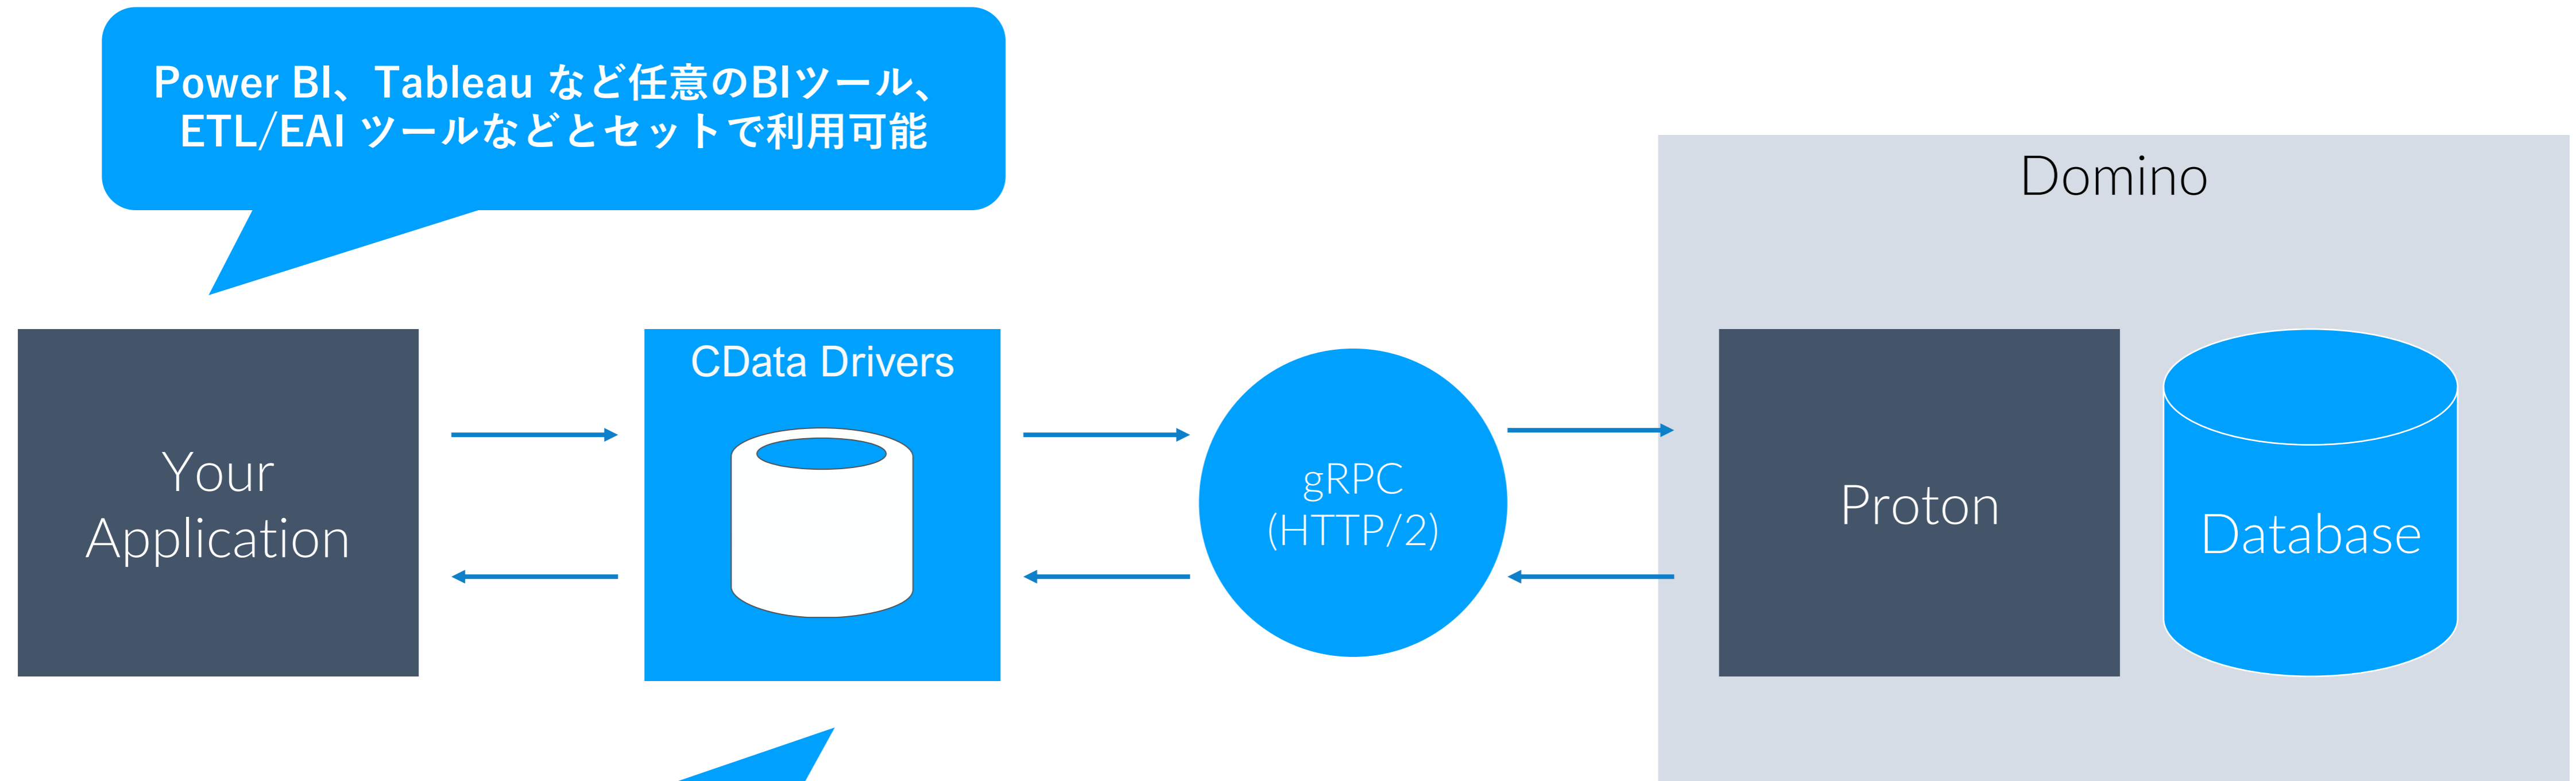 Power BI、Tableau など任意のBIツール、
ETL/EAI ツールなどとセットで利用可能
Domino
Your
Application
CData Drivers
gRPC
(HTTP/2)
Proton
Database